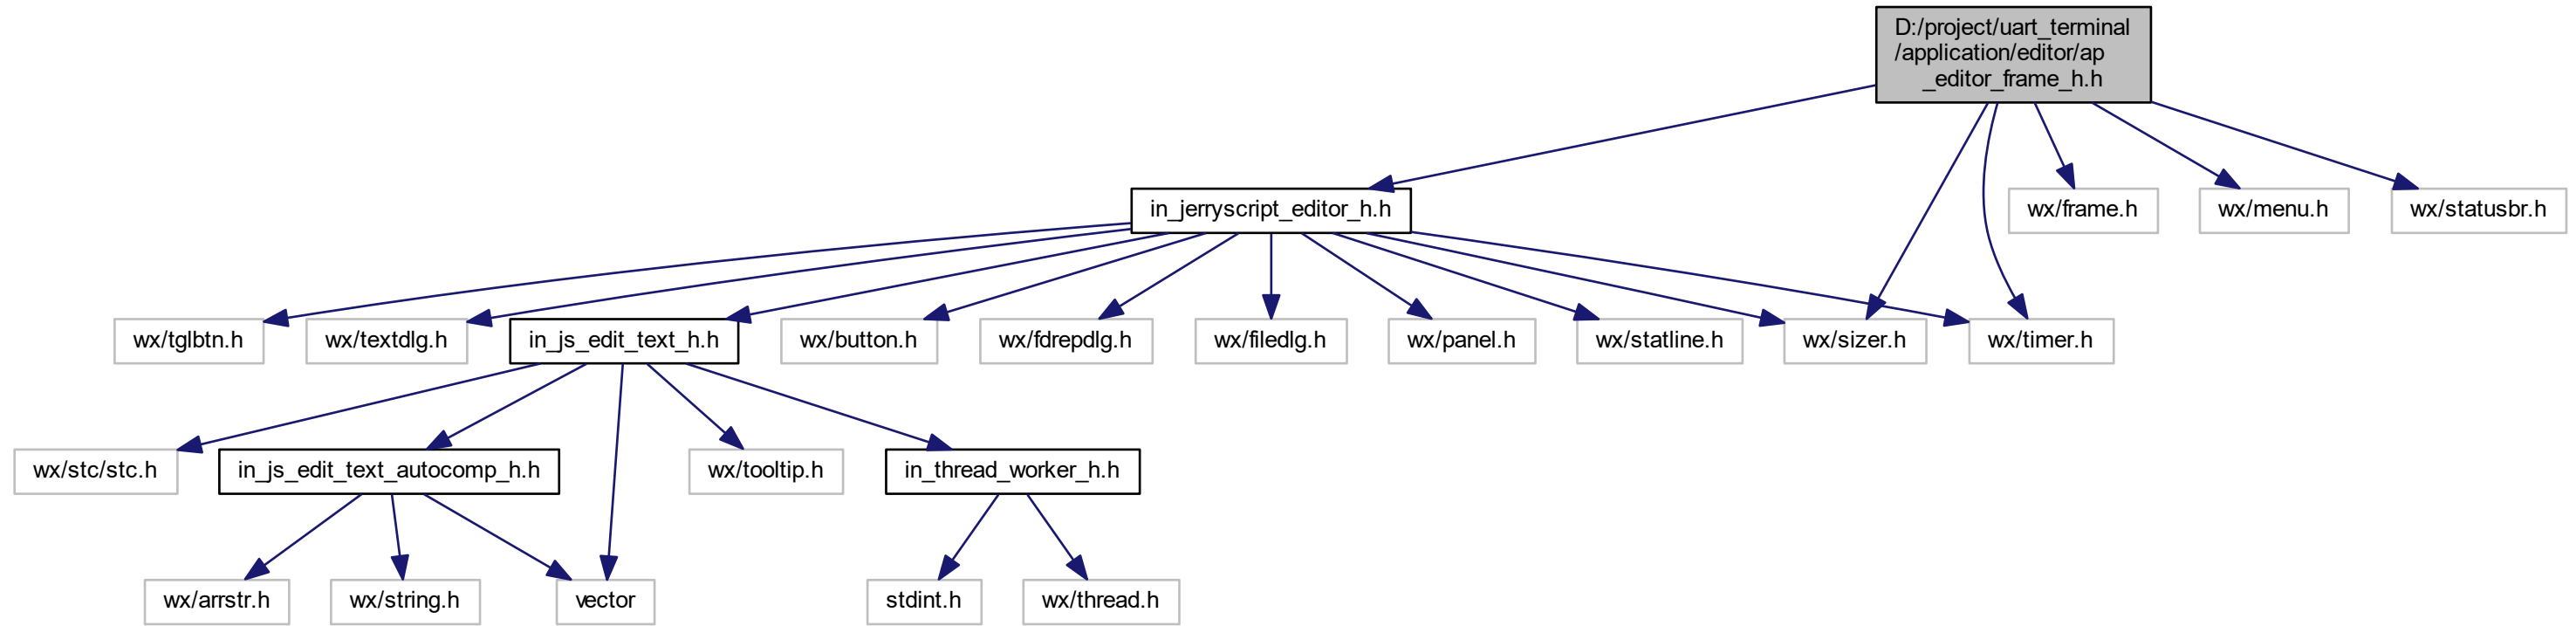 D:/project/uart_terminal
/application/editor/ap
_editor_frame_h.h
in_jerryscript_editor_h.h
wx/frame.h
wx/menu.h
wx/statusbr.h
wx/tglbtn.h
wx/textdlg.h
in_js_edit_text_h.h
wx/button.h
wx/fdrepdlg.h
wx/filedlg.h
wx/panel.h
wx/statline.h
wx/sizer.h
wx/timer.h
wx/stc/stc.h
in_js_edit_text_autocomp_h.h
wx/tooltip.h
in_thread_worker_h.h
wx/arrstr.h
wx/string.h
vector
stdint.h
wx/thread.h